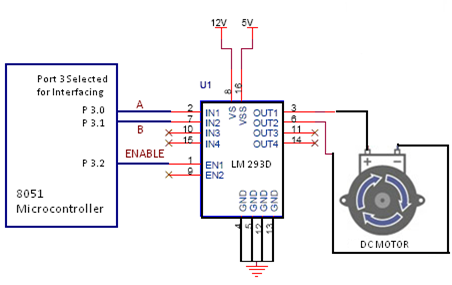 12V 5V
Port 3 Selected
for Interfacing
U1
8 16
P 3.0 A 2 IN1 VS VSS OUT1 3
P 3.1 7 IN2 OUT2 6
B 10 IN3 OUT3 11
15 IN4 OUT4 14
P 3.2 ENABLE 1 EN1 LM 293D
9 EN2
+ -
8051
Microcontroller
GND GND GND GND
4 5 12 13
DC MOTOR